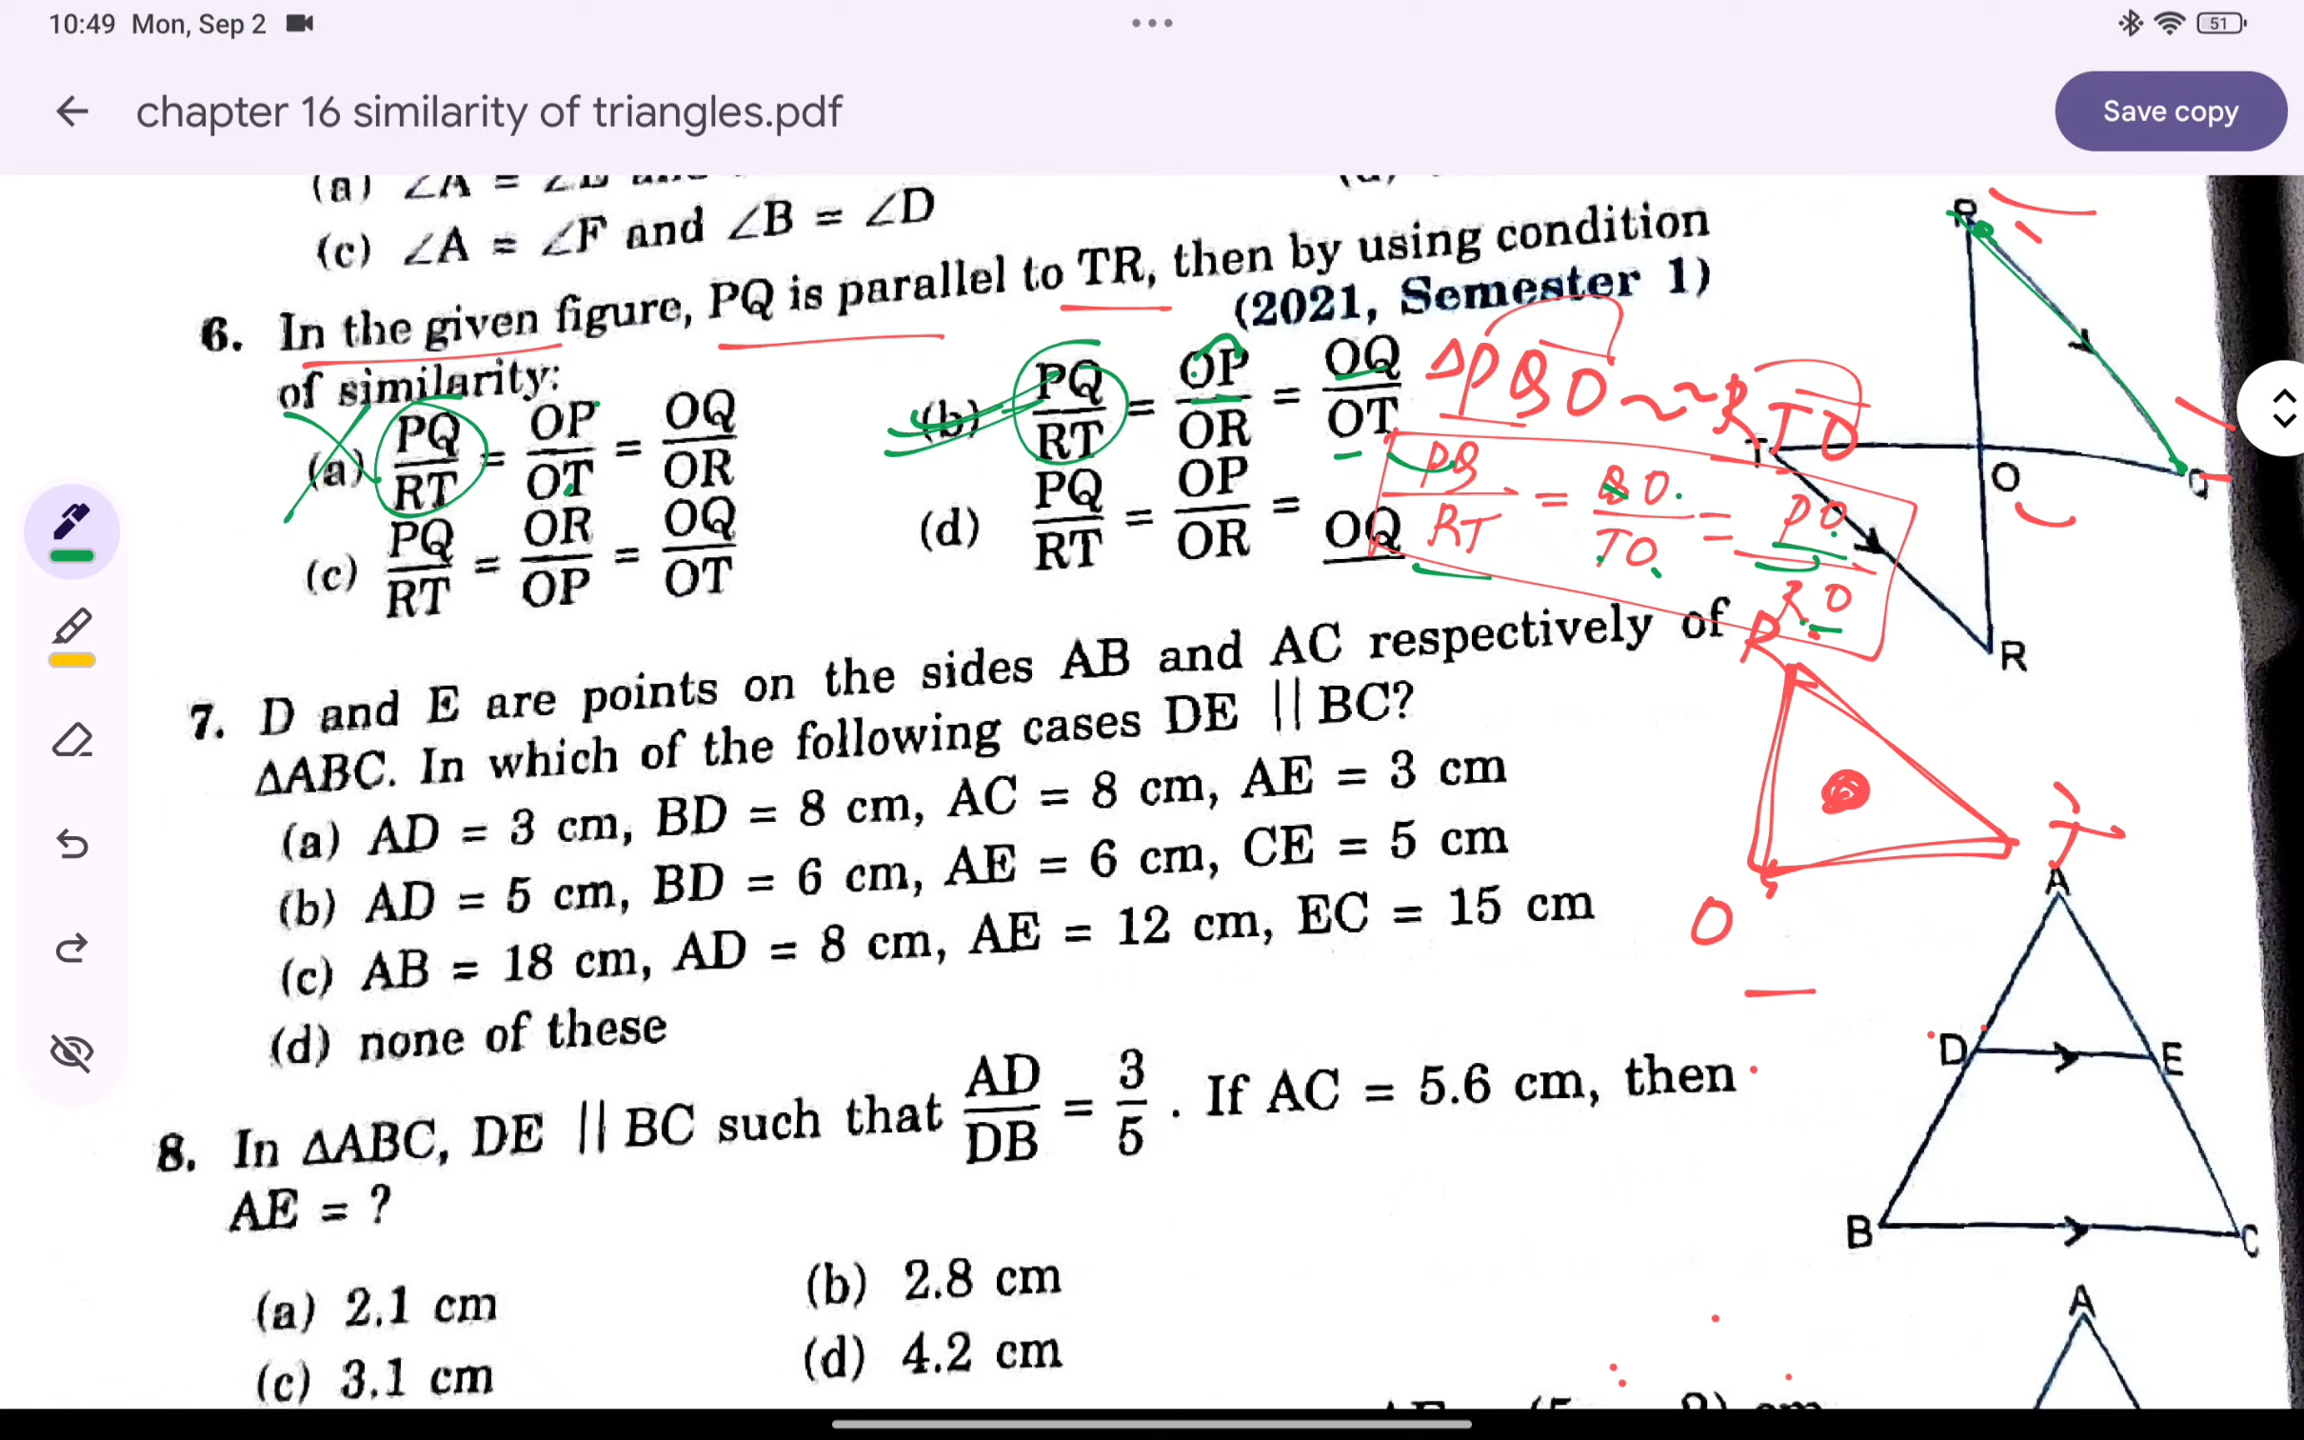 10:49 Mon, Sep 2
51
chapter 16 similarity of triangles.pdf
Save copy
(a) ∠A =
(c) ∠A = ∠F and ∠B = ∠D
6. In the given figure, PQ is parallel to TR, then by using condition
of similarity:
(2021, Semester 1)
(a) PQ/RT = OP/OT = OQ/OR
(b) PQ/RT = OP/OR = OQ/OT
(c) PQ/RT = OR/OP = OQ/OT
(d) PQ/RT = OP/OR = OQ
ΔPQO ~ RTO
PQ/RT = QO/TO = PO/RO
P
T
O
Q
R
R
T
O
7. D and E are points on the sides AB and AC respectively of
ΔABC. In which of the following cases DE || BC?
(a) AD = 3 cm, BD = 8 cm, AC = 8 cm, AE = 3 cm
(b) AD = 5 cm, BD = 6 cm, AE = 6 cm, CE = 5 cm
(c) AB = 18 cm, AD = 8 cm, AE = 12 cm, EC = 15 cm
(d) none of these
8. In ΔABC, DE || BC such that AD/DB = 3/5 . If AC = 5.6 cm, then
AE = ?
(a) 2.1 cm
(b) 2.8 cm
(c) 3.1 cm
(d) 4.2 cm
A
D
E
B
C
A